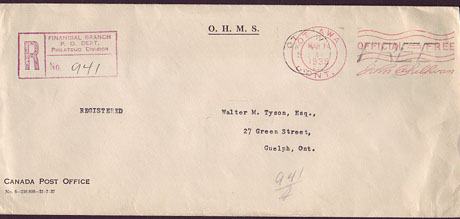 O. H. M. S.
FINANCIAL BRANCH
P. O. DEPT.
PHILATELIC DIVISION
R
No. 941
OTTAWA
ONT.
OFFICIAL FREE
REGISTERED
Walter M. Tyson, Esq.,
27 Green Street,
Guelph, Ont.
941
CANADA POST OFFICE